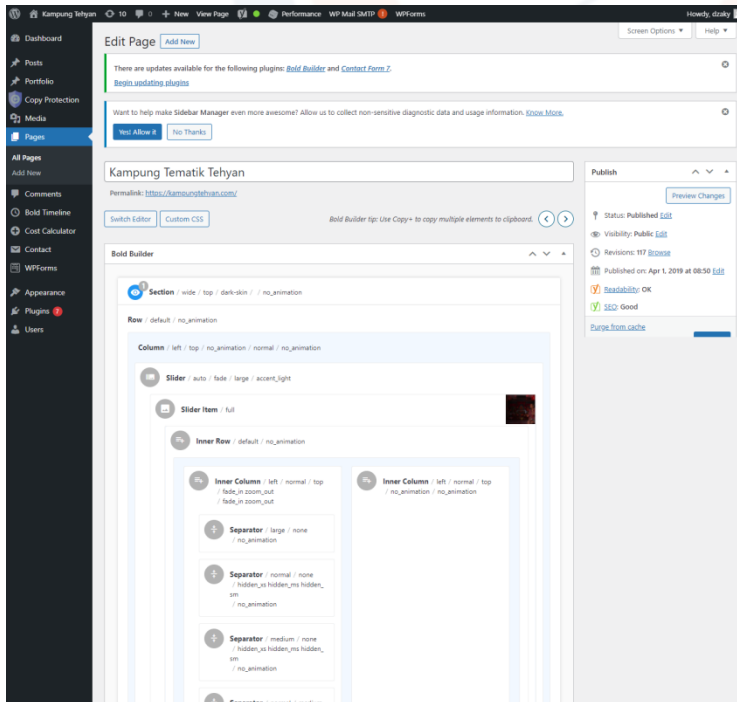 Kampung Tehyan 10 0 + New View Page Performance WP Mail SMTP 1 WPForms Howdy, dzaky
Screen Options ▼ Help ▼
Dashboard
Posts
Portfolio
Copy Protection
Media
Pages
All Pages
Add New
Comments
Bold Timeline
Cost Calculator
Contact
WPForms
Appearance
Plugins 7
Users
Edit Page Add New
There are updates available for the following plugins: Bold Builder and Contact Form 7.
Begin updating plugins
Want to help make Sidebar Manager even more awesome? Allow us to collect non-sensitive diagnostic data and usage information. Know More.
Yes! Allow it No Thanks
Kampung Tematik Tehyan
Permalink: https://kampungtehyan.com/
Switch Editor Custom CSS Bold Builder tip: Use Copy+ to copy multiple elements to clipboard.
Bold Builder
1
Section / wide / top / dark-skin / / no_animation
Row / default / no_animation
Column / left / top / no_animation / normal / no_animation
Slider / auto / fade / large / accent_light
Slider Item / full
Inner Row / default / no_animation
Inner Column / left / normal / top
/ fade_in zoom_out
/ fade_in zoom_out
Separator / large / none
/ no_animation
Separator / normal / none
/ hidden_xs hidden_ms hidden_
sm
/ no_animation
Separator / medium / none
/ hidden_xs hidden_ms hidden_
sm
/ no_animation
Inner Column / left / normal / top
/ no_animation / no_animation
Publish
Preview Changes
Status: Published Edit
Visibility: Public Edit
Revisions: 117 Browse
Published on: Apr 1, 2019 at 08:50 Edit
Readability: OK
SEO: Good
Purge from cache